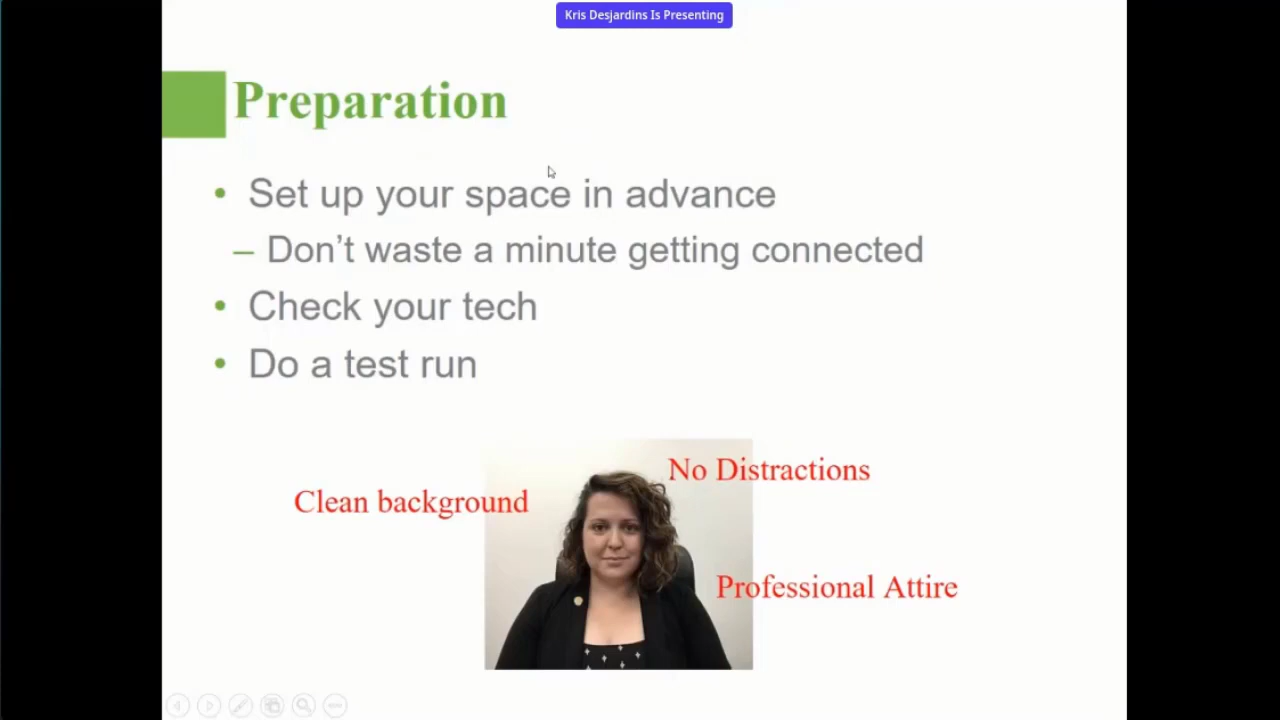 Kris Desjardins Is Presenting
Preparation
• Set up your space in advance
– Don’t waste a minute getting connected
• Check your tech
• Do a test run
No Distractions
Clean background
Professional Attire